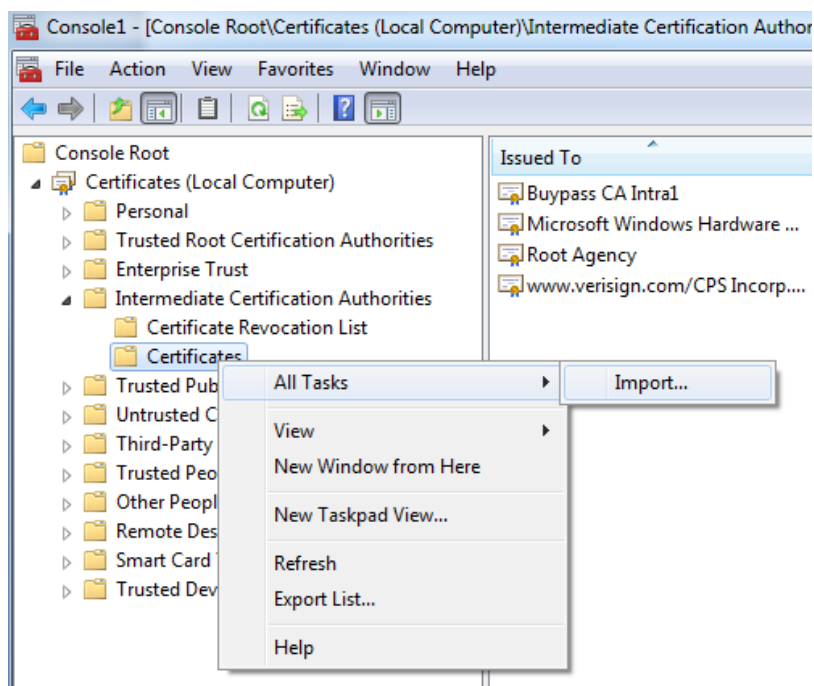 Console1 - [Console Root\Certificates (Local Computer)\Intermediate Certification Author
File Action View Favorites Window Help
Console Root
Certificates (Local Computer)
Personal
Trusted Root Certification Authorities
Enterprise Trust
Intermediate Certification Authorities
Certificate Revocation List
Certificates
Trusted Pub
Untrusted C
Third-Party
Trusted Peo
Other Peopl
Remote Des
Smart Card
Trusted Dev
All Tasks
View
New Window from Here
New Taskpad View...
Refresh
Export List...
Help
Import...
Issued To
Buypass CA Intra1
Microsoft Windows Hardware ...
Root Agency
www.verisign.com/CPS Incorp....